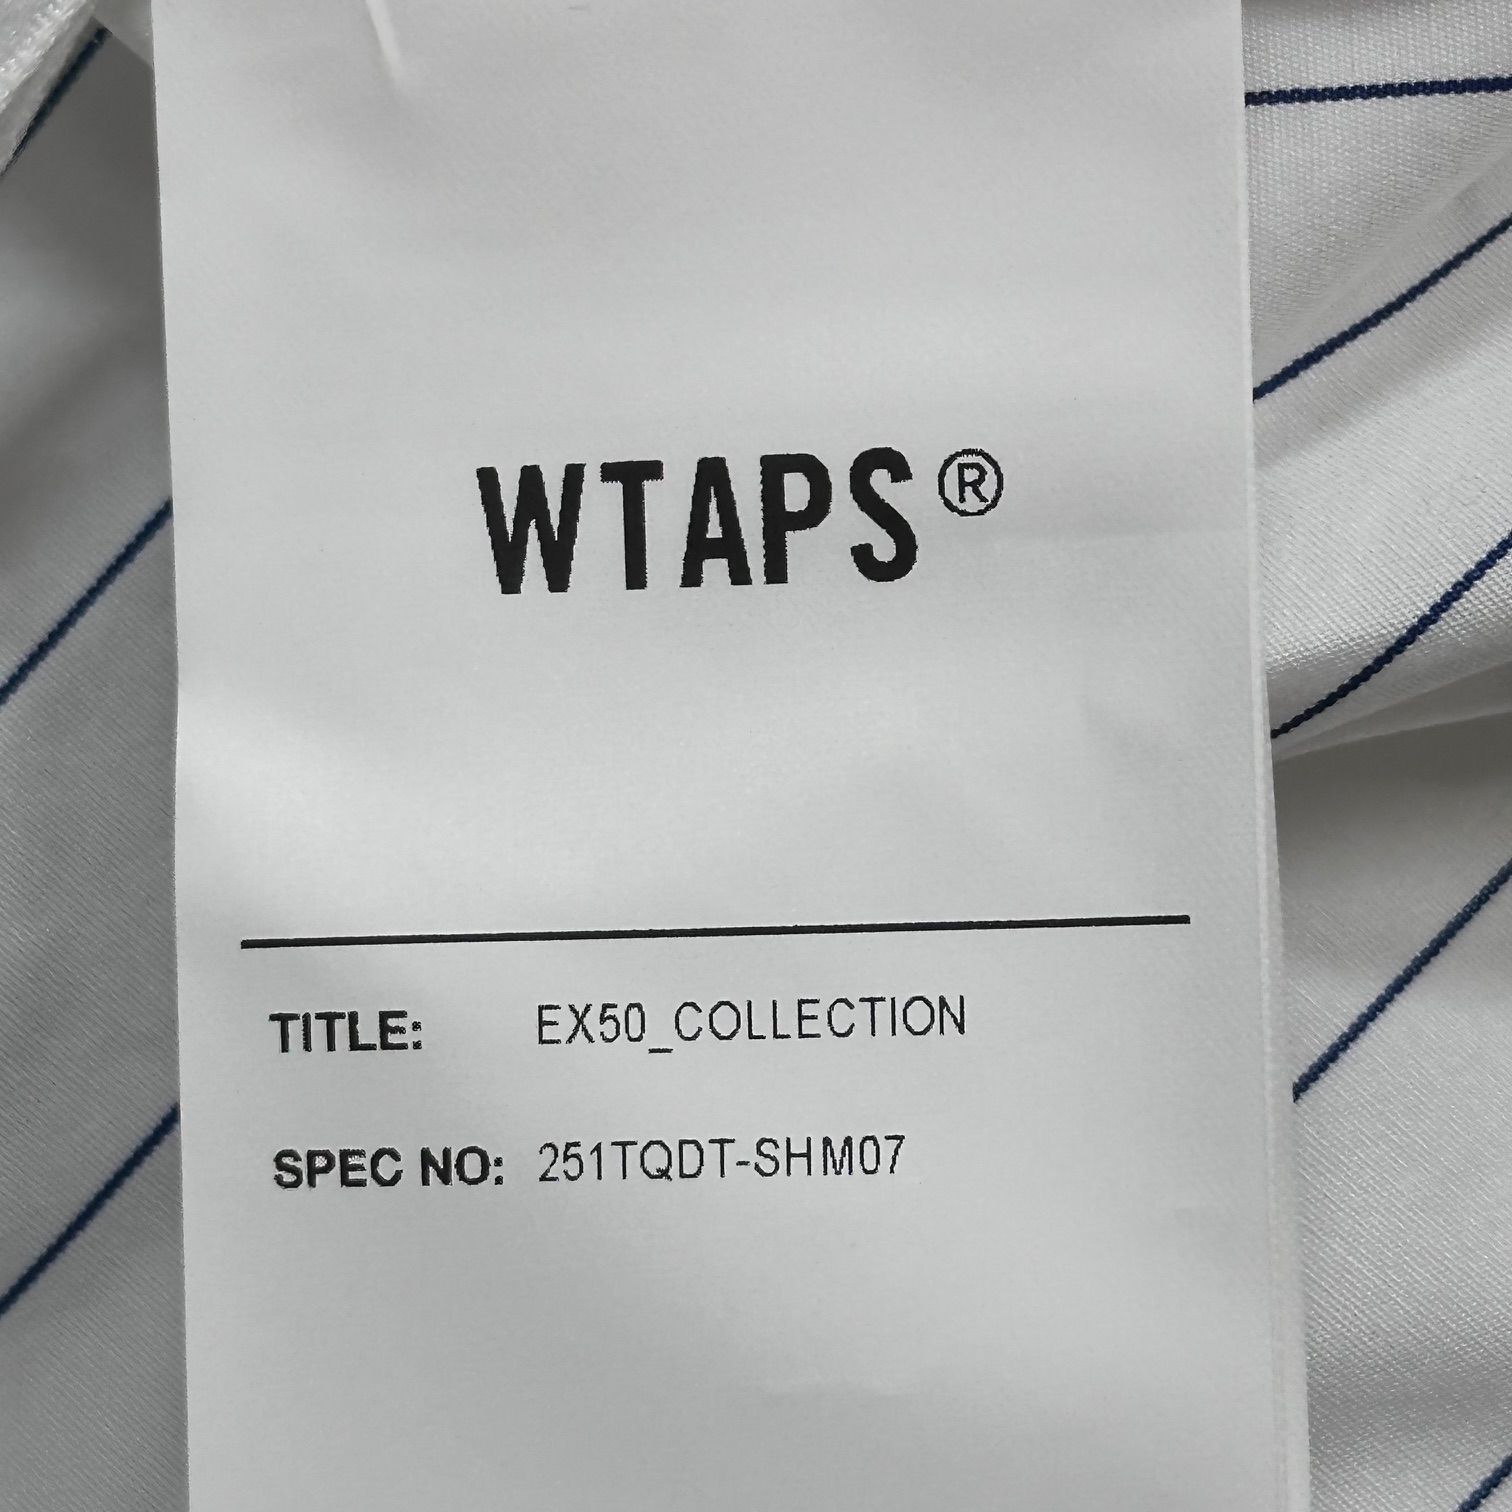 WTAPS®
TITLE: EX50_COLLECTION
SPEC NO: 251TQDT-SHM07